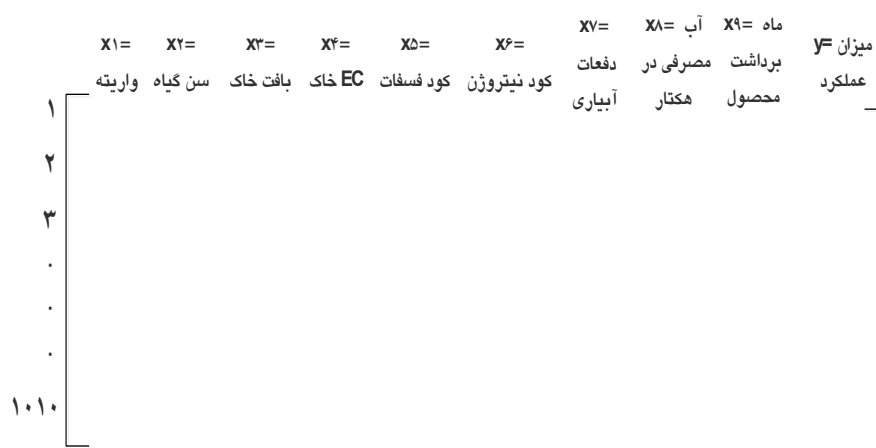 x۱= واریته
x۲= سن گیاه
x۳= بافت خاک
x۴= EC خاک
x۵= کود فسفات
x۶= کود نیتروژن
x۷= دفعات آبیاری
x۸= آب مصرفی در هکتار
x۹= ماه برداشت محصول
y= میزان عملکرد
۱
۲
۳
.
.
.
۱۰۱۰